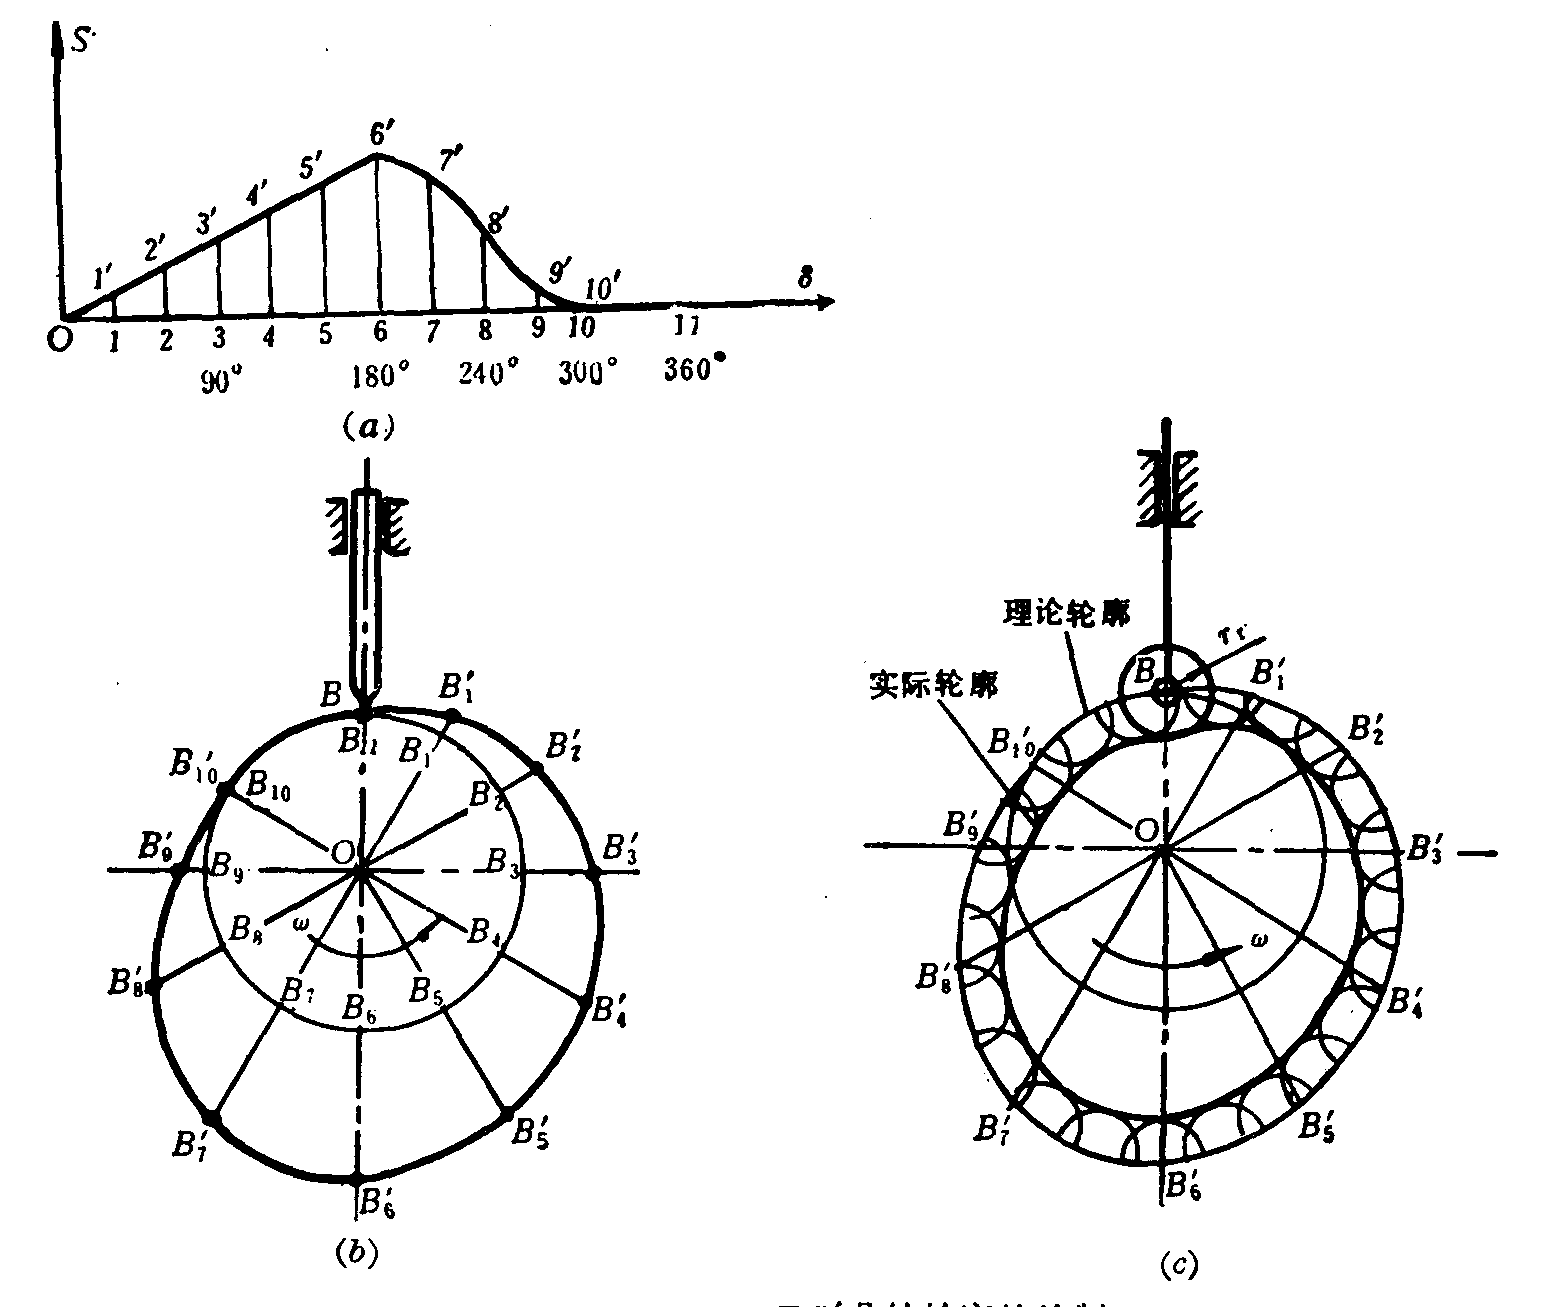 S
6′
5′ 7′
4′
3′ 8′
2′
1′ 9′ 10′ δ
O 1 2 3 4 5 6 7 8 9 10 11
90° 180° 240° 300° 360°
(a)
B B′₁
B₁₁ B₁ B′₂
B′₁₀ B₁₀ B₂
B′₉ B₉ O B₃ B′₃
B₈ ω B₄
B′₈ B₇ B₆ B₅ B′₄
B′₇ B′₅
B′₆
(b)
理论轮廓
实际轮廓 B B′₁
B′₁₀ B′₂
B′₉ O B′₃
ω
B′₈ B′₄
B′₇ B′₅
B′₆
(c)